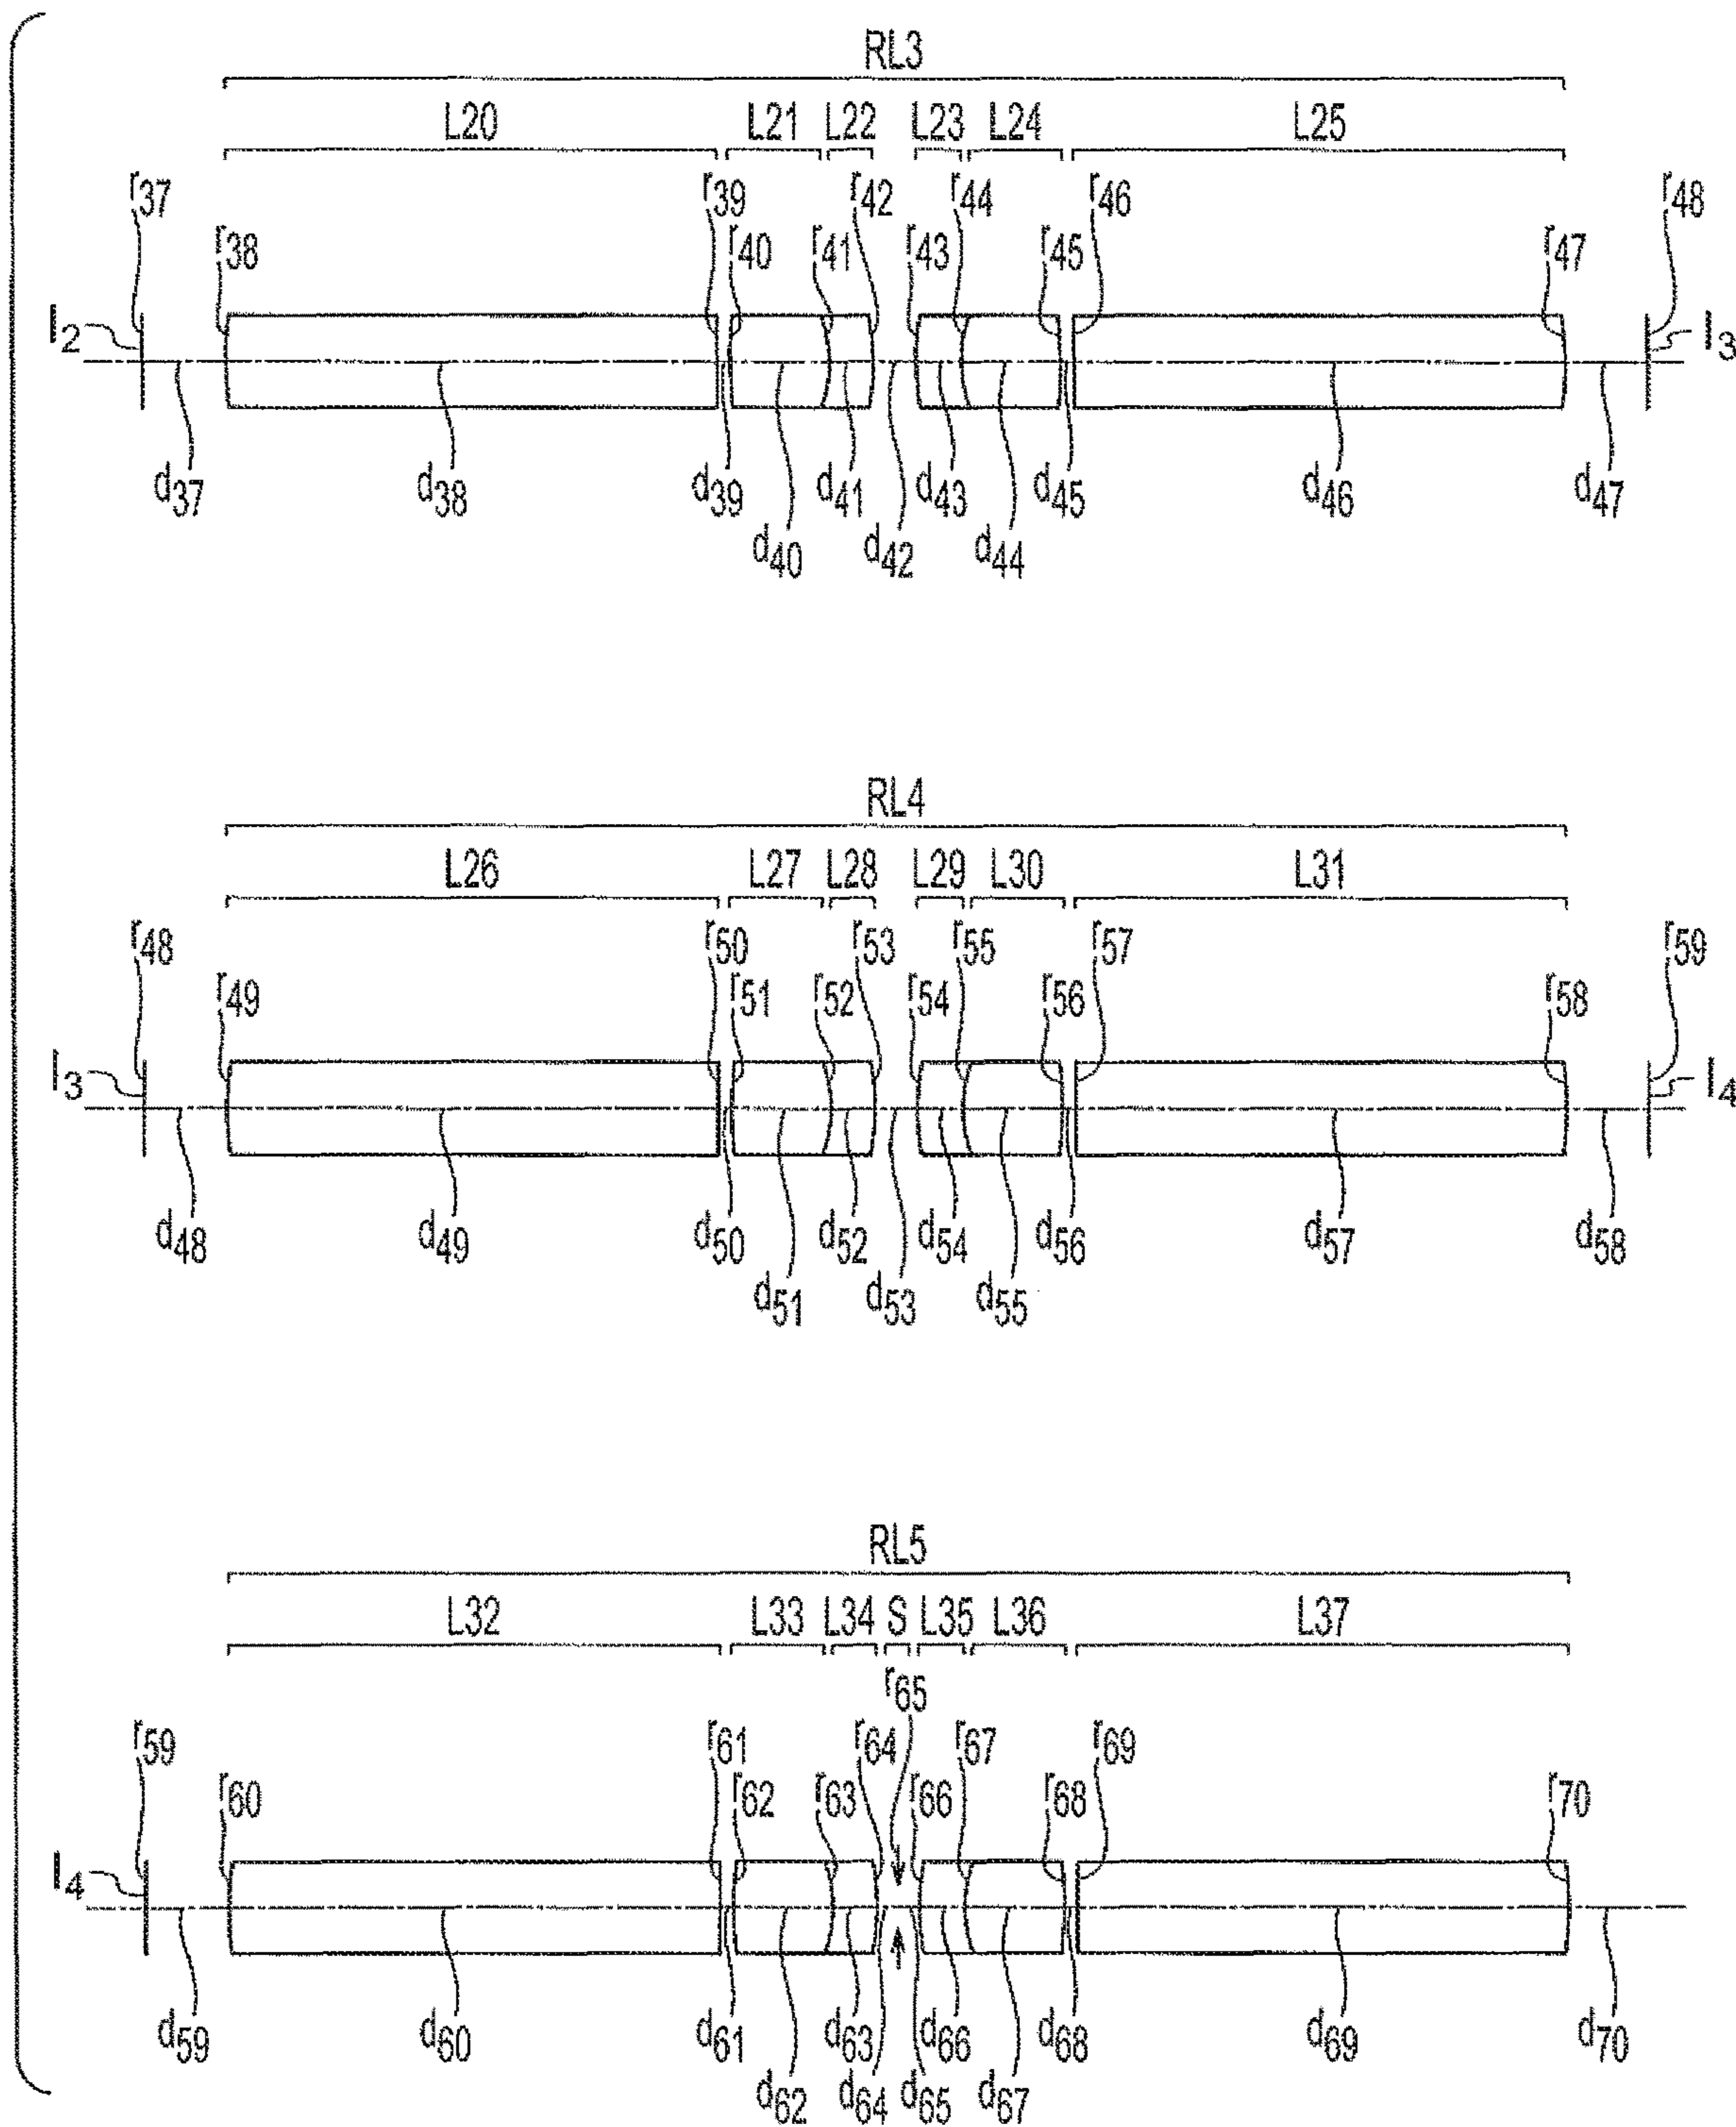 RL3
L20 L21 L22 L23 L24 L25
r37 r39 r42 r44 r46 r48
r38 r40 r41 r43 r45 r47
I2 I3
d37 d38 d39 d41 d43 d45 d46 d47
d40 d42 d44
RL4
L26 L27 L28 L29 L30 L31
r48 r50 r53 r55 r57 r59
r49 r51 r52 r54 r56 r58
I3 I4
d48 d49 d50 d52 d54 d56 d57 d58
d51 d53 d55
RL5
L32 L33 L34 S L35 L36 L37
r65
r59 r61 r64 r67 r69
r60 r62 r63 r66 r68 r70
I4
d59 d60 d61 d63 d66 d68 d69 d70
d62 d64 d65 d67